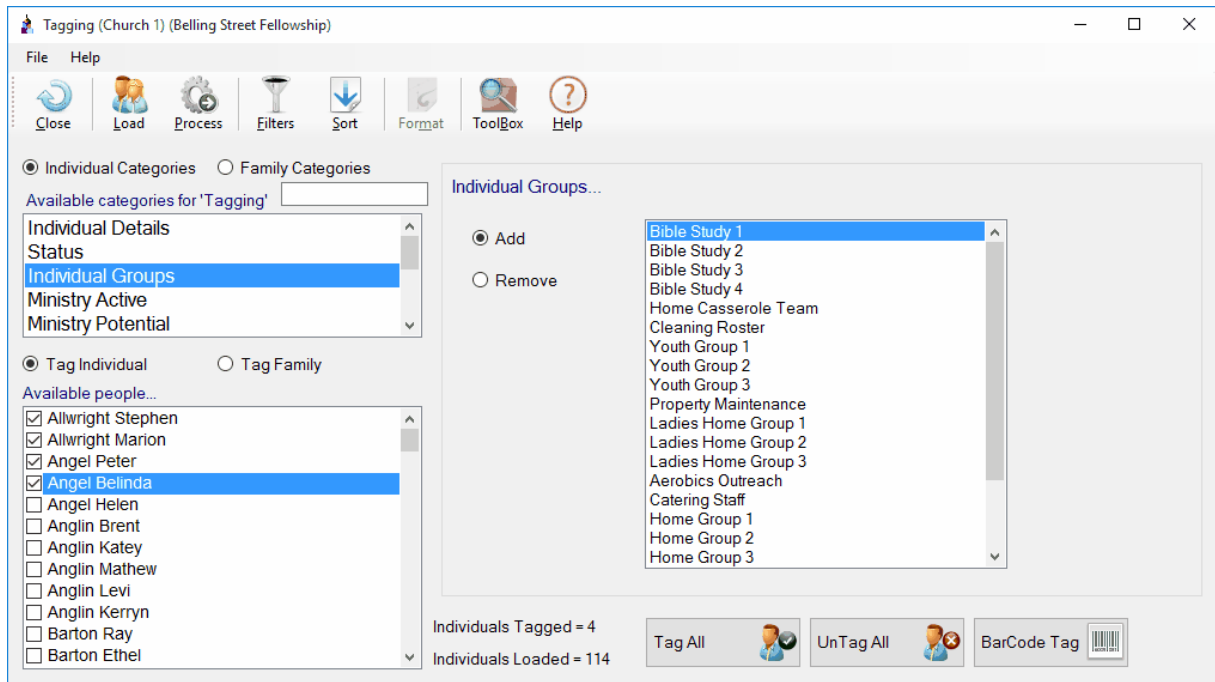 Tagging (Church 1) (Belling Street Fellowship)
File Help
Close Load Process Filters Sort Format ToolBox Help
Individual Categories Family Categories
Available categories for 'Tagging'
Individual Details
Status
Individual Groups
Ministry Active
Ministry Potential
Tag Individual Tag Family
Available people...
Allwright Stephen
Allwright Marion
Angel Peter
Angel Belinda
Angel Helen
Anglin Brent
Anglin Katey
Anglin Mathew
Anglin Levi
Anglin Kerryn
Barton Ray
Barton Ethel
Individual Groups...
Add
Remove
Bible Study 1
Bible Study 2
Bible Study 3
Bible Study 4
Home Casserole Team
Cleaning Roster
Youth Group 1
Youth Group 2
Youth Group 3
Property Maintenance
Ladies Home Group 1
Ladies Home Group 2
Ladies Home Group 3
Aerobics Outreach
Catering Staff
Home Group 1
Home Group 2
Home Group 3
Individuals Tagged = 4
Individuals Loaded = 114
Tag All UnTag All BarCode Tag